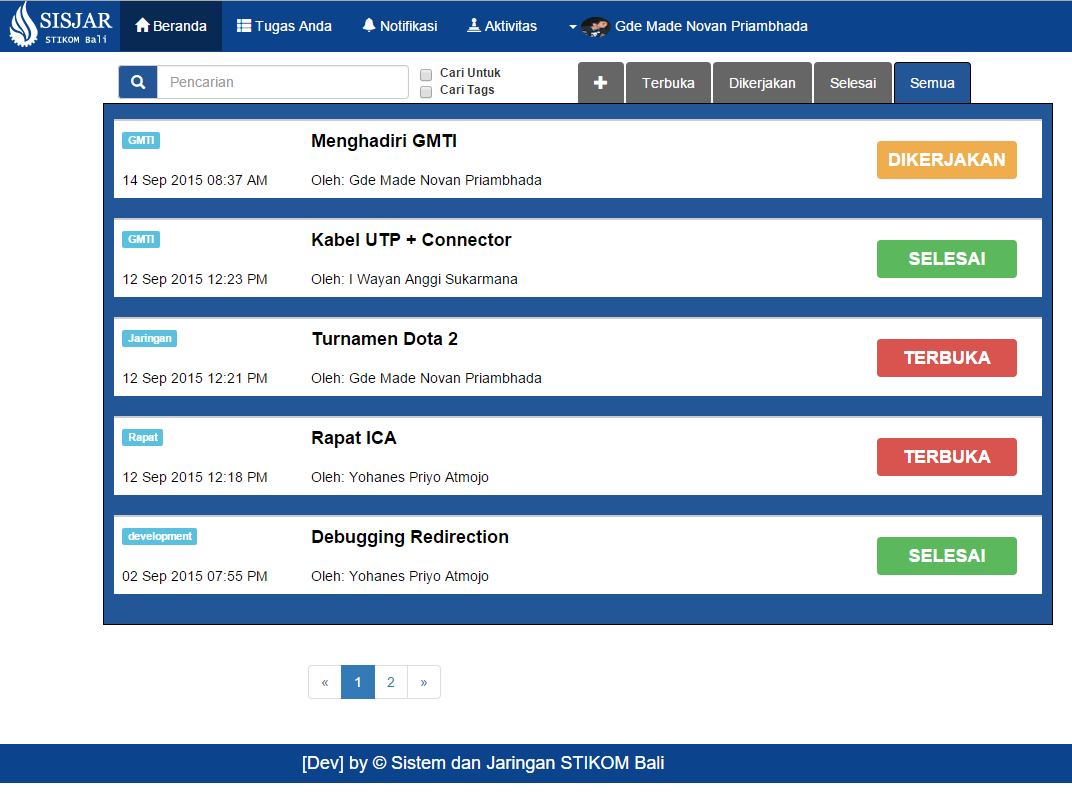 SISJAR
STIKOM Bali
Beranda
Tugas Anda
Notifikasi
Aktivitas
Gde Made Novan Priambhada
Pencarian
Cari Untuk
Cari Tags
+
Terbuka
Dikerjakan
Selesai
Semua
GMTI
Menghadiri GMTI
14 Sep 2015 08:37 AM
Oleh: Gde Made Novan Priambhada
DIKERJAKAN
GMTI
Kabel UTP + Connector
12 Sep 2015 12:23 PM
Oleh: I Wayan Anggi Sukarmana
SELESAI
Jaringan
Turnamen Dota 2
12 Sep 2015 12:21 PM
Oleh: Gde Made Novan Priambhada
TERBUKA
Rapat
Rapat ICA
12 Sep 2015 12:18 PM
Oleh: Yohanes Priyo Atmojo
TERBUKA
development
Debugging Redirection
02 Sep 2015 07:55 PM
Oleh: Yohanes Priyo Atmojo
SELESAI
« 1 2 »
[Dev] by © Sistem dan Jaringan STIKOM Bali